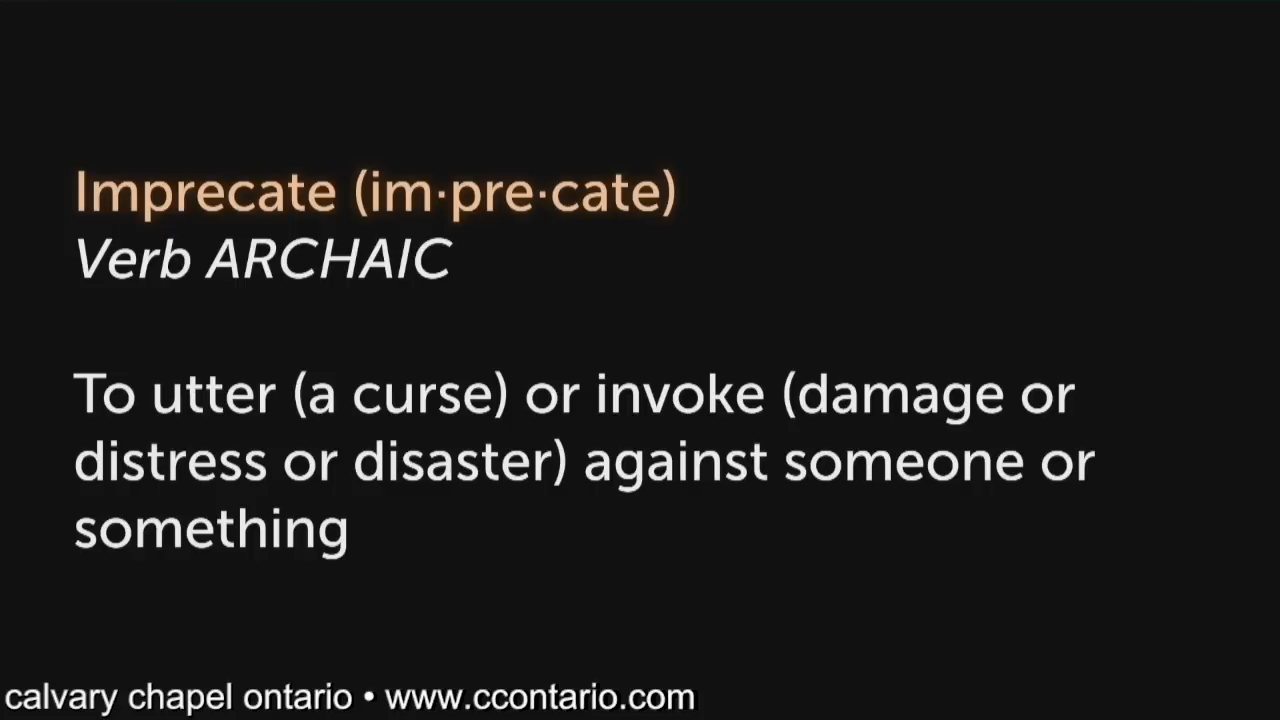 Imprecate (im·pre·cate)
Verb ARCHAIC
To utter (a curse) or invoke (damage or
distress or disaster) against someone or
something
calvary chapel ontario • www.ccontario.com